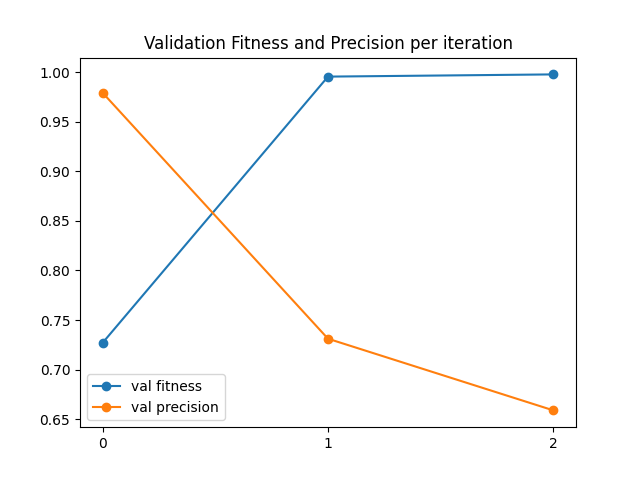 Validation Fitness and Precision per iteration
1.00
0.95
0.90
0.85
0.80
0.75
0.70
0.65
val fitness
val precision
0 1 2